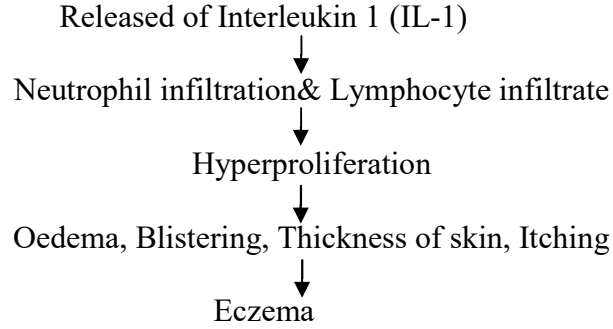 Released of Interleukin 1 (IL-1)
Neutrophil infiltration& Lymphocyte infiltrate
Hyperproliferation
Oedema, Blistering, Thickness of skin, Itching
Eczema